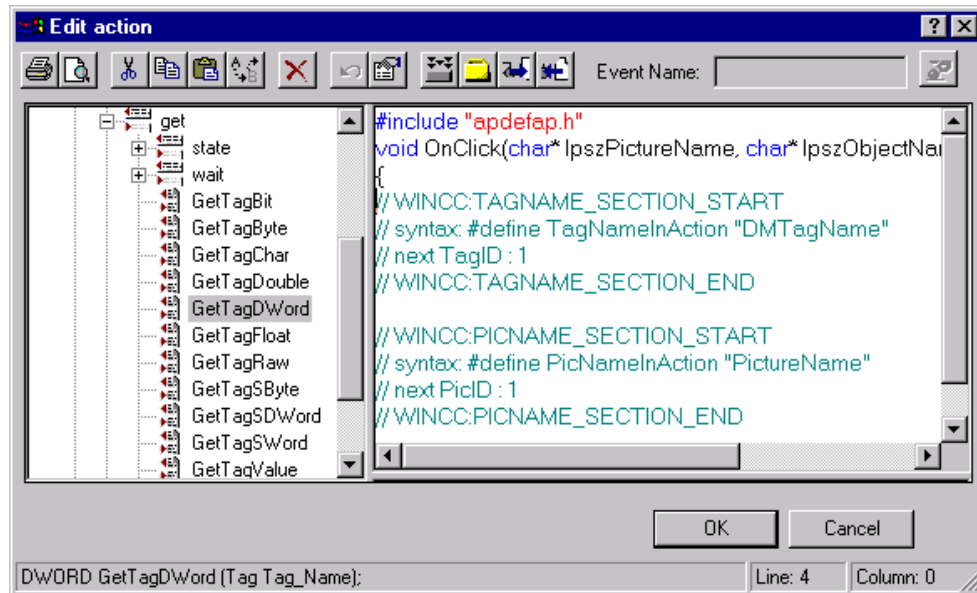 Edit action
Event Name:
get
state
wait
GetTagBit
GetTagByte
GetTagChar
GetTagDouble
GetTagDWord
GetTagFloat
GetTagRaw
GetTagSByte
GetTagSDWord
GetTagSWord
GetTagValue
#include "apdefap.h"
void OnClick(char* lpszPictureName, char* lpszObjectNa
{
// WINCC:TAGNAME_SECTION_START
// syntax: #define TagNameInAction "DMTagName"
// next TagID : 1
// WINCC:TAGNAME_SECTION_END
// WINCC:PICNAME_SECTION_START
// syntax: #define PicNameInAction "PictureName"
// next PicID : 1
// WINCC:PICNAME_SECTION_END
OK
Cancel
DWORD GetTagDWord (Tag Tag_Name);
Line: 4
Column: 0